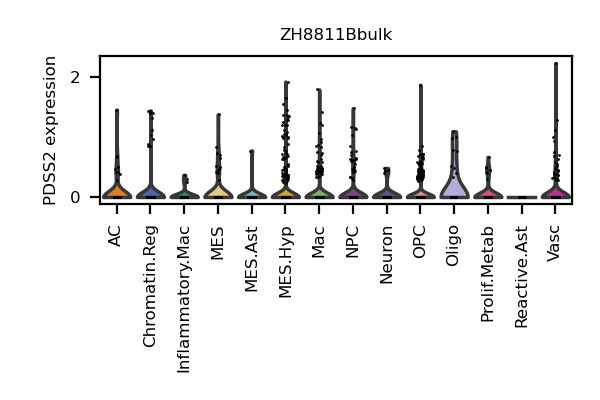 ZH8811Bbulk
PDSS2 expression
2
0
AC
Chromatin.Reg
Inflammatory.Mac
MES
MES.Ast
MES.Hyp
Mac
NPC
Neuron
OPC
Oligo
Prolif.Metab
Reactive.Ast
Vasc